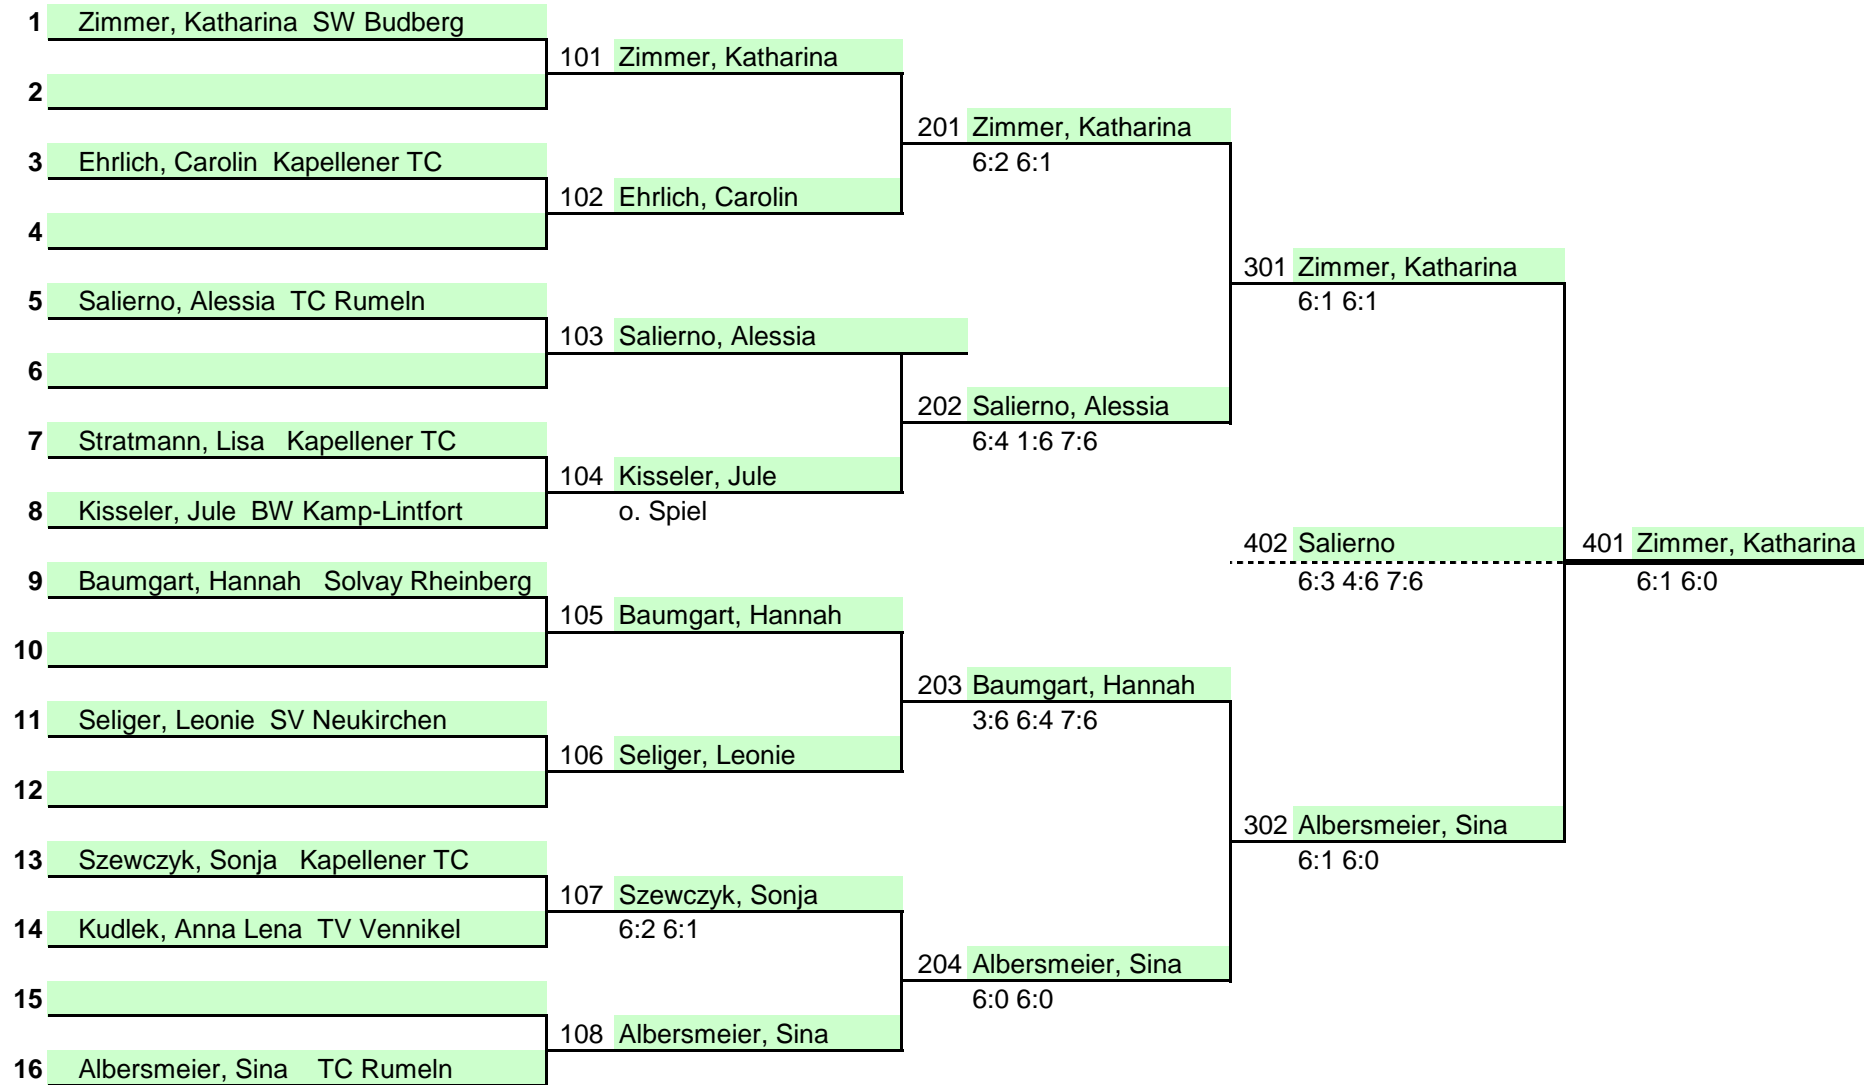 1 Zimmer, Katharina SW Budberg
101 Zimmer, Katharina
2
201 Zimmer, Katharina
3 Ehrlich, Carolin Kapellener TC
6:2 6:1
102 Ehrlich, Carolin
4
301 Zimmer, Katharina
5 Salierno, Alessia TC Rumeln
6:1 6:1
103 Salierno, Alessia
6
202 Salierno, Alessia
7 Stratmann, Lisa Kapellener TC
6:4 1:6 7:6
104 Kisseler, Jule
8 Kisseler, Jule BW Kamp-Lintfort
o. Spiel
402 Salierno
401 Zimmer, Katharina
9 Baumgart, Hannah Solvay Rheinberg
6:3 4:6 7:6
6:1 6:0
105 Baumgart, Hannah
10
203 Baumgart, Hannah
11 Seliger, Leonie SV Neukirchen
3:6 6:4 7:6
106 Seliger, Leonie
12
302 Albersmeier, Sina
13 Szewczyk, Sonja Kapellener TC
6:1 6:0
107 Szewczyk, Sonja
14 Kudlek, Anna Lena TV Vennikel
6:2 6:1
204 Albersmeier, Sina
15
6:0 6:0
108 Albersmeier, Sina
16 Albersmeier, Sina TC Rumeln